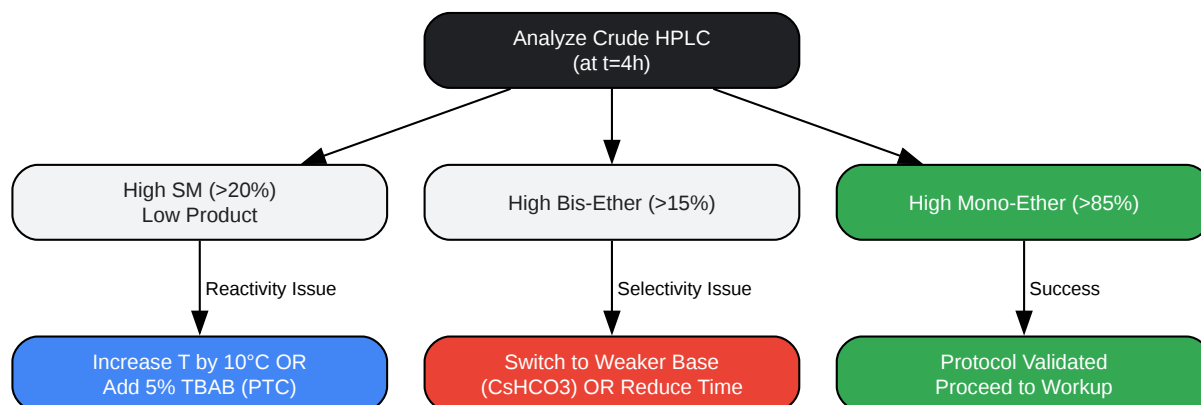 Analyze Crude HPLC
(at t=4h)
High SM (>20%)
Low Product
High Bis-Ether (>15%)
High Mono-Ether (>85%)
Reactivity Issue
Selectivity Issue
Success
Increase T by 10°C OR
Add 5% TBAB (PTC)
Switch to Weaker Base
(CsHCO3) OR Reduce Time
Protocol Validated
Proceed to Workup